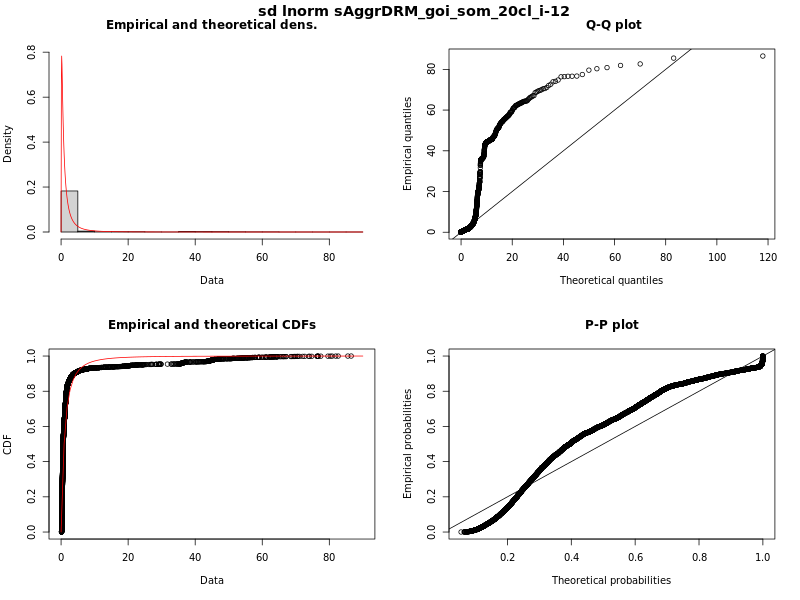 sd lnorm sAggrDRM_goi_som_20cl_i-12
Empirical and theoretical dens.
Density
0.0 0.2 0.4 0.6 0.8
0 20 40 60 80
Data
Q-Q plot
Empirical quantiles
0 20 40 60 80
0 20 40 60 80 100 120
Theoretical quantiles
Empirical and theoretical CDFs
CDF
0.0 0.2 0.4 0.6 0.8 1.0
0 20 40 60 80
Data
P-P plot
Empirical probabilities
0.0 0.2 0.4 0.6 0.8 1.0
0.2 0.4 0.6 0.8 1.0
Theoretical probabilities